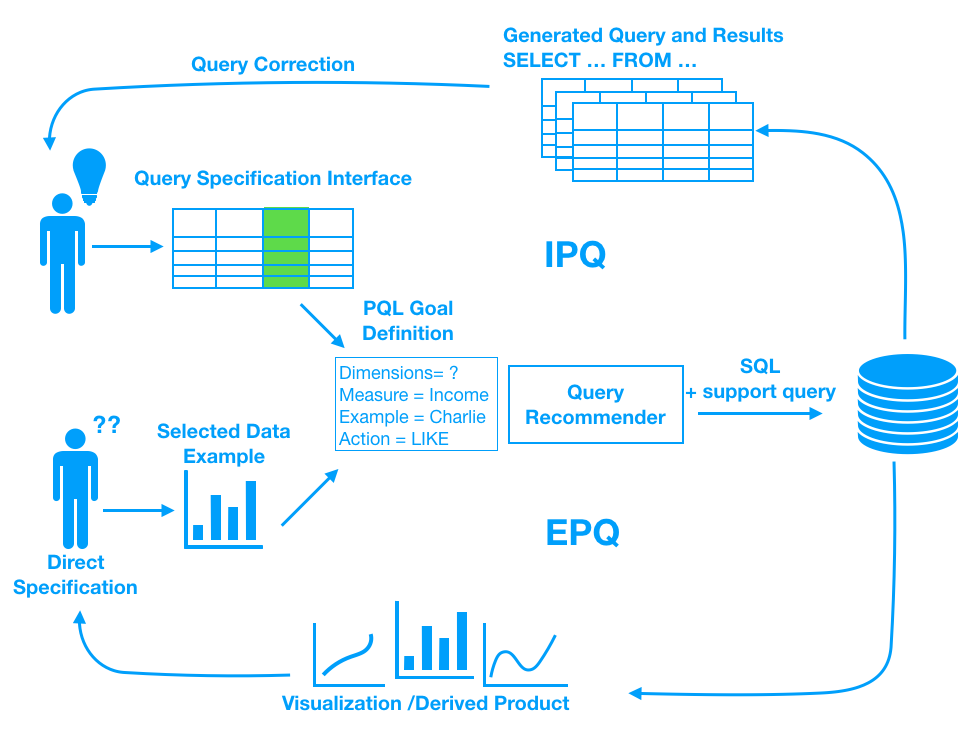 Generated Query and Results
SELECT ... FROM ...
Query Correction
Query Specification Interface
IPQ
PQL Goal
Definition
Dimensions= ?
Measure = Income
Example = Charlie
Action = LIKE
Query
Recommender
SQL
+ support query
??
Selected Data
Example
EPQ
Direct
Specification
Visualization /Derived Product